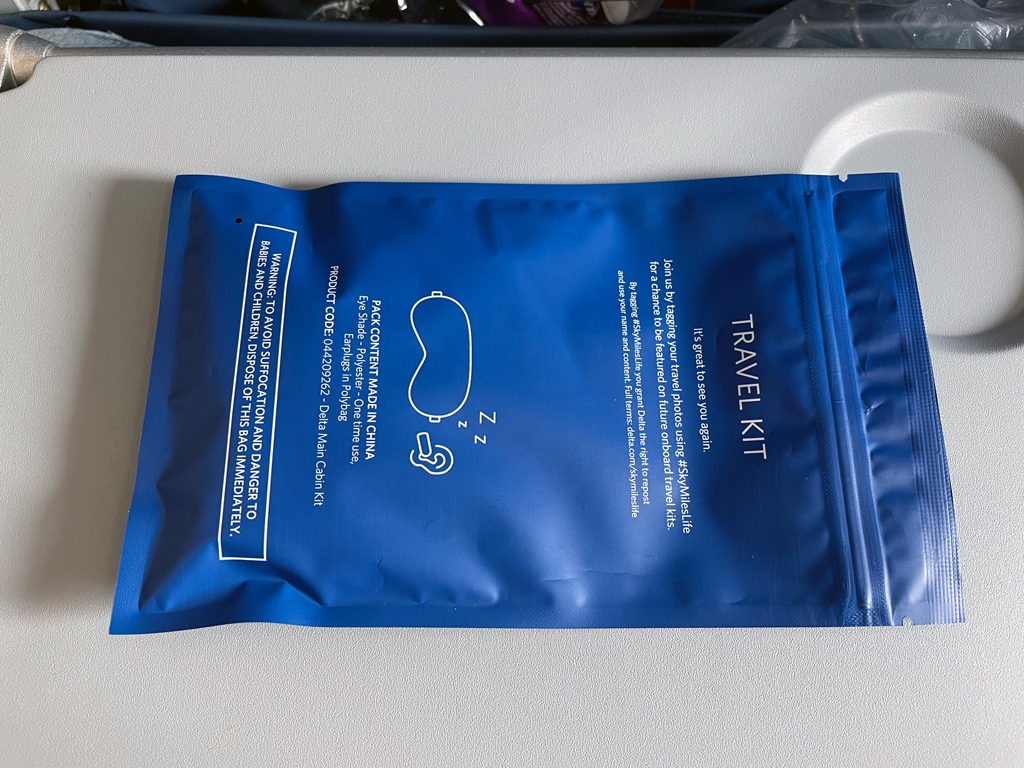 TRAVEL KIT
It's great to see you again.
Join us by tagging your travel photos using #SkyMilesLife
for a chance to be featured on future onboard travel kits.
By tagging #SkyMilesLife you grant Delta the right to repost
and use your name and content. Full terms: delta.com/skymileslife
Z
Z
Z
PACK CONTENT MADE IN CHINA
Eye Shade - Polyester - One time use,
Earplugs in Polybag
PRODUCT CODE: 044209262 - Delta Main Cabin Kit
WARNING: TO AVOID SUFFOCATION AND DANGER TO
BABIES AND CHILDREN, DISPOSE OF THIS BAG IMMEDIATELY.